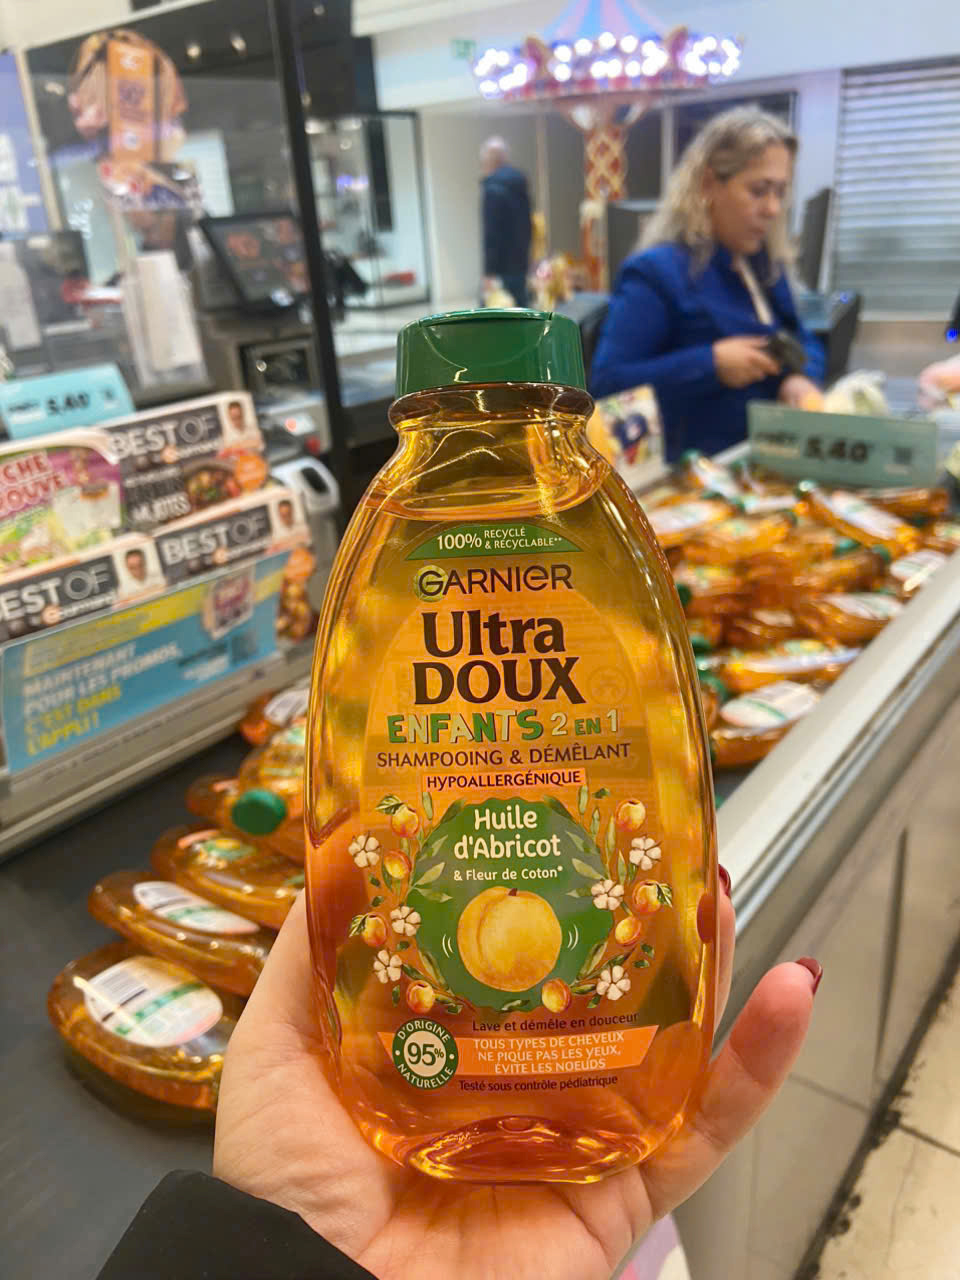 100% RECYCLÉ
& RECYCLABLE**
GARNIER
Ultra
DOUX
ENFANTS 2 EN 1
SHAMPOOING & DÉMÊLANT
HYPOALLERGÉNIQUE
Huile
d'Abricot
& Fleur de Coton*
Lave et démêle en douceur
TOUS TYPES DE CHEVEUX
NE PIQUE PAS LES YEUX,
ÉVITE LES NOEUDS
Testé sous contrôle pédiatrique
D'ORIGINE
95%
NATURELLE
5,40
BEST OF
BEST OF
BEST OF
MAINTENANT
POUR LES PROMOS,
C'EST DANS
L'APPLI !
5,40